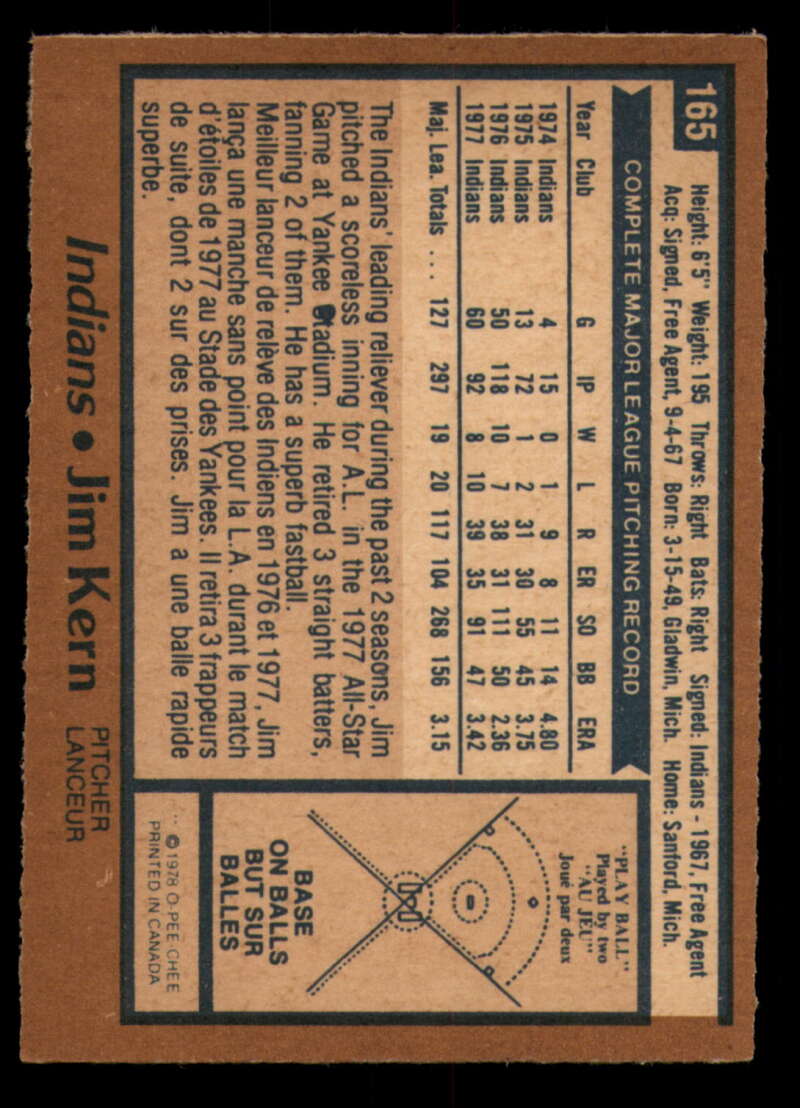 165
Height: 6'5" Weight: 195 Throws: Right Bats: Right Signed: Indians - 1967, Free Agent
Acq: Signed, Free Agent, 9-4-67 Born: 3-15-49, Gladwin, Mich. Home: Sanford, Mich.
COMPLETE MAJOR LEAGUE PITCHING RECORD
Year Club G IP W L R ER SO BB ERA
1974 Indians 4 15 0 1 9 8 11 14 4.80
1975 Indians 13 72 1 2 31 30 55 45 3.75
1976 Indians 50 118 10 7 38 31 111 50 2.36
1977 Indians 60 92 8 10 39 35 91 47 3.42
Maj. Lea. Totals ... 127 297 19 20 117 104 268 156 3.15
The Indians' leading reliever during the past 2 seasons, Jim
pitched a scoreless inning for A.L. in the 1977 All-Star
Game at Yankee Stadium. He retired 3 straight batters,
fanning 2 of them. He has a superb fastball.
Meilleur lanceur de relève des Indiens en 1976 et 1977, Jim
lança une manche sans point pour la L.A. durant le match
d'étoiles de 1977 au Stade des Yankees. Il retira 3 frappeurs
de suite, dont 2 sur des prises. Jim a une balle rapide
superbe.
"PLAY BALL"
Played by two
"AU JEU"
Joué par deux
BASE
ON BALLS
BUT SUR
BALLES
©1978 O-PEE-CHEE
PRINTED IN CANADA
Indians • Jim Kern
PITCHER
LANCEUR